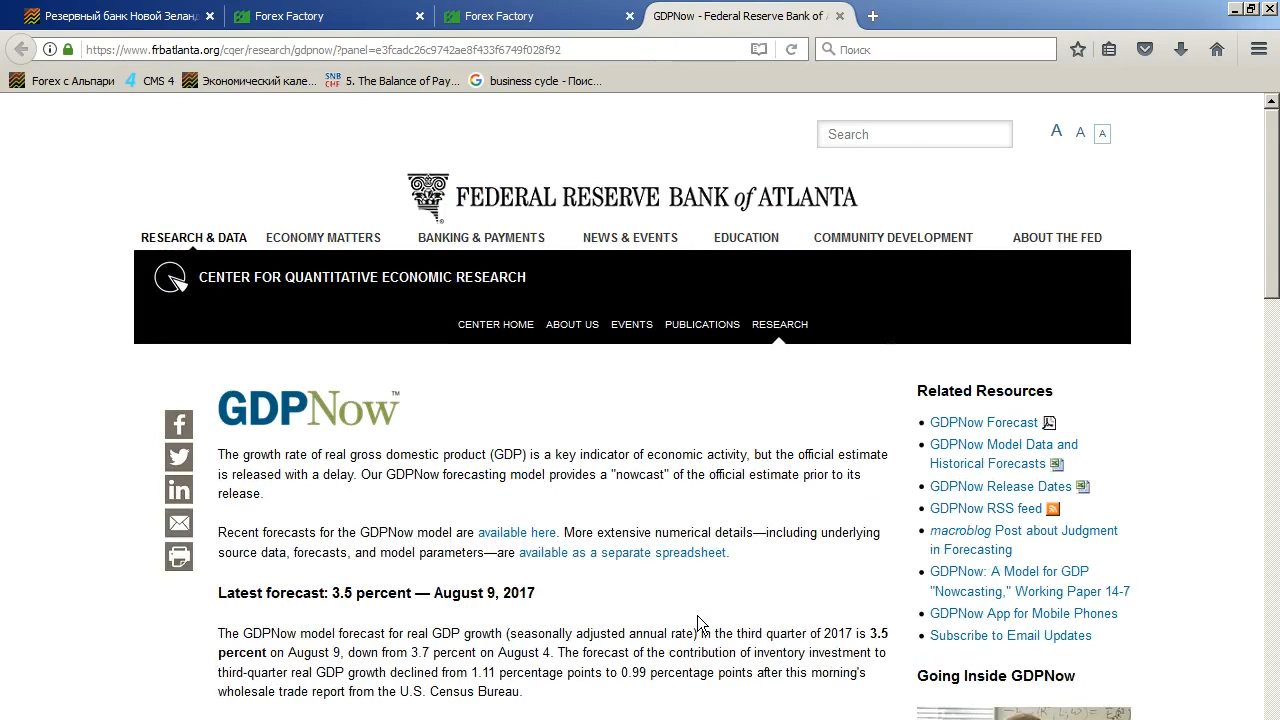 Резервный банк Новой Зелан
Forex Factory
Forex Factory
GDPNow - Federal Reserve Bank of A
https://www.frbatlanta.org/cqer/research/gdpnow/?panel=e3fcadc26c9742ae8f433f6749f028f92
Поиск
Forex с Альпари
CMS 4
Экономический кале...
SNB CHF
5. The Balance of Pay...
business cycle - Поис...
Search
A A A
FEDERAL RESERVE BANK of ATLANTA
RESEARCH & DATA ECONOMY MATTERS BANKING & PAYMENTS NEWS & EVENTS EDUCATION COMMUNITY DEVELOPMENT ABOUT THE FED
CENTER FOR QUANTITATIVE ECONOMIC RESEARCH
CENTER HOME ABOUT US EVENTS PUBLICATIONS RESEARCH
GDPNow™
The growth rate of real gross domestic product (GDP) is a key indicator of economic activity, but the official estimate
is released with a delay. Our GDPNow forecasting model provides a "nowcast" of the official estimate prior to its
release.
Recent forecasts for the GDPNow model are available here. More extensive numerical details—including underlying
source data, forecasts, and model parameters—are available as a separate spreadsheet.
Latest forecast: 3.5 percent — August 9, 2017
The GDPNow model forecast for real GDP growth (seasonally adjusted annual rate) in the third quarter of 2017 is 3.5
percent on August 9, down from 3.7 percent on August 4. The forecast of the contribution of inventory investment to
third-quarter real GDP growth declined from 1.11 percentage points to 0.99 percentage points after this morning's
wholesale trade report from the U.S. Census Bureau.
Related Resources
GDPNow Forecast
GDPNow Model Data and
Historical Forecasts
GDPNow Release Dates
GDPNow RSS feed
macroblog Post about Judgment
in Forecasting
GDPNow: A Model for GDP
"Nowcasting," Working Paper 14-7
GDPNow App for Mobile Phones
Subscribe to Email Updates
Going Inside GDPNow